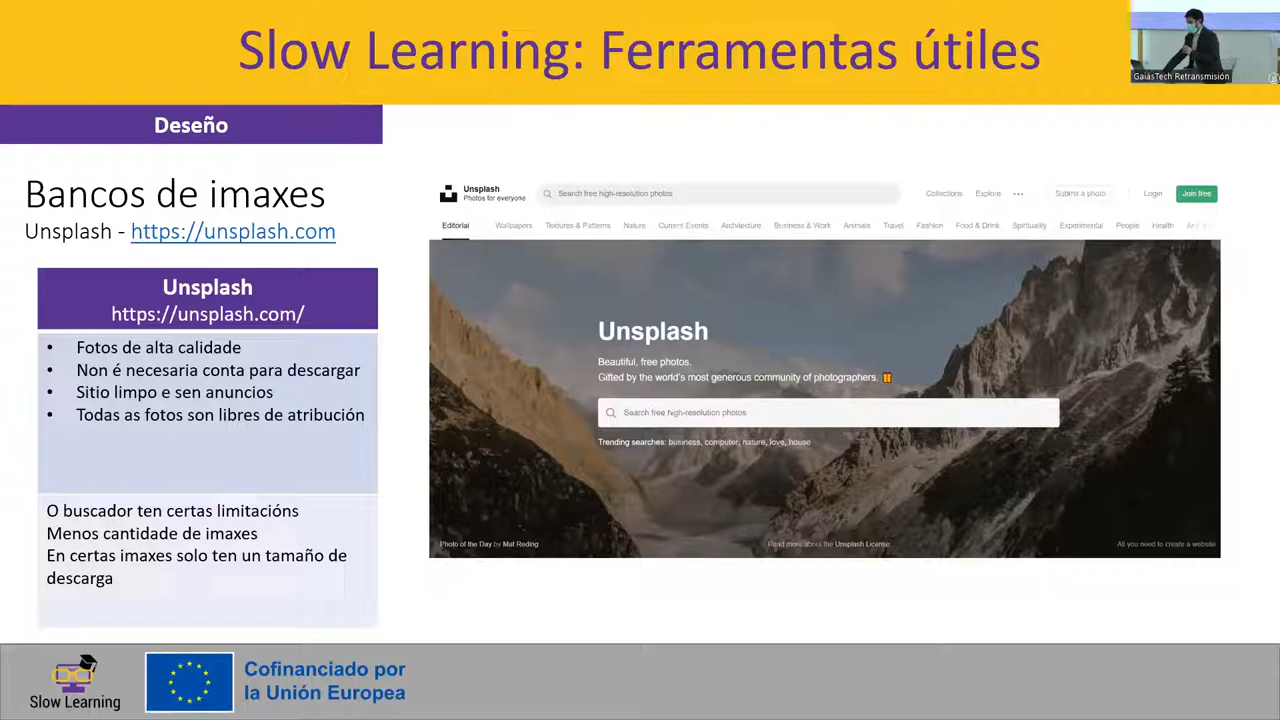 Slow Learning: Ferramentas útiles
GaiásTech Retransmisión
Deseño
Bancos de imaxes
Unsplash - https://unsplash.com
Unsplash
https://unsplash.com/
• Fotos de alta calidade
• Non é necesaria conta para descargar
• Sitio limpo e sen anuncios
• Todas as fotos son libres de atribución
O buscador ten certas limitacións
Menos cantidade de imaxes
En certas imaxes solo ten un tamaño de
descarga
Unsplash
Photos for everyone
Search free high-resolution photos
Collections Explore ••• Submit a photo Login Join free
Editorial Wallpapers Textures & Patterns Nature Current Events Architecture Business & Work Animals Travel Fashion Food & Drink Spirituality Experimental People Health
Unsplash
Beautiful, free photos.
Gifted by the world's most generous community of photographers.
Search free high-resolution photos
Trending searches: business, computer, nature, love, house
Photo of the Day by Mat Reding
Read more about the Unsplash License
All you need to create a website
Slow Learning
Cofinanciado por
la Unión Europea